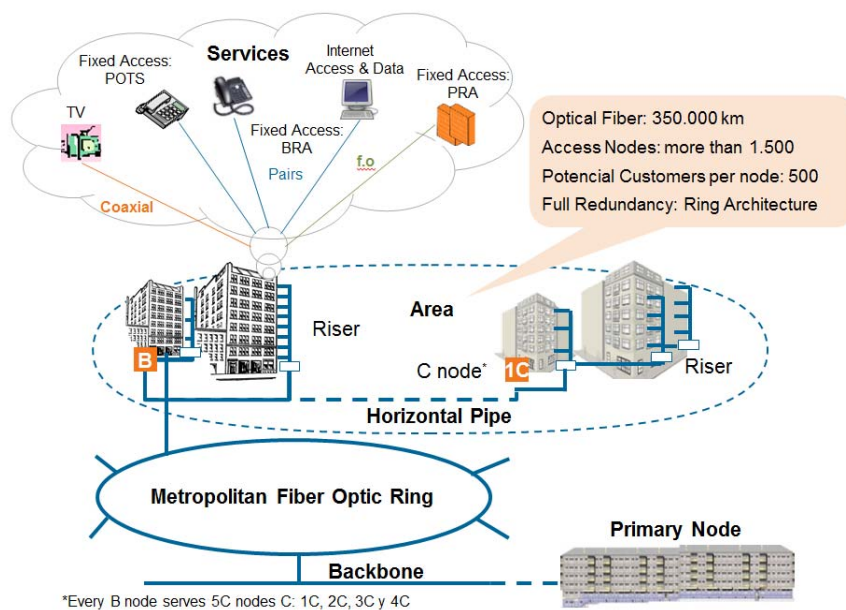 Services
Fixed Access:
POTS
TV
Internet
Access & Data
Fixed Access:
PRA
Fixed Access:
BRA
Pairs
f.o
Coaxial
Optical Fiber: 350.000 km
Access Nodes: more than 1.500
Potencial Customers per node: 500
Full Redundancy: Ring Architecture
Area
Riser
B
C node*
1C
Riser
Horizontal Pipe
Metropolitan Fiber Optic Ring
Primary Node
Backbone
*Every B node serves 5C nodes C: 1C, 2C, 3C y 4C